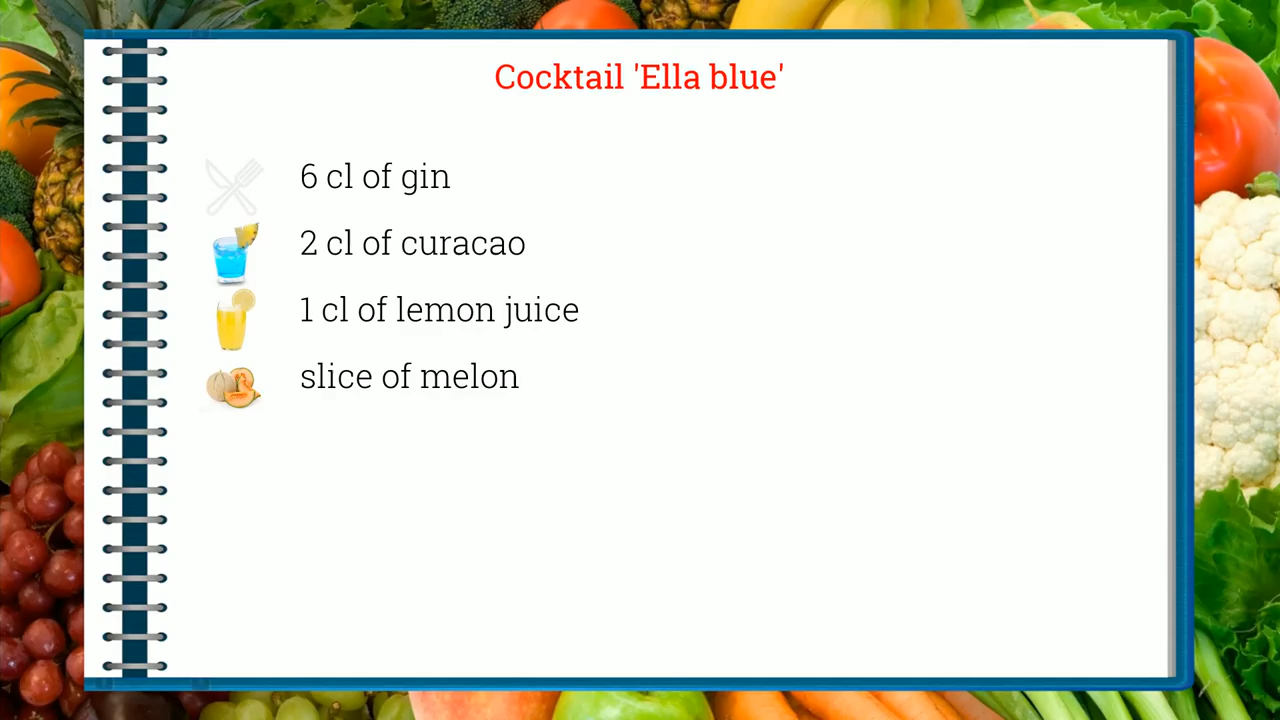 Cocktail 'Ella blue'
6 cl of gin
2 cl of curacao
1 cl of lemon juice
slice of melon